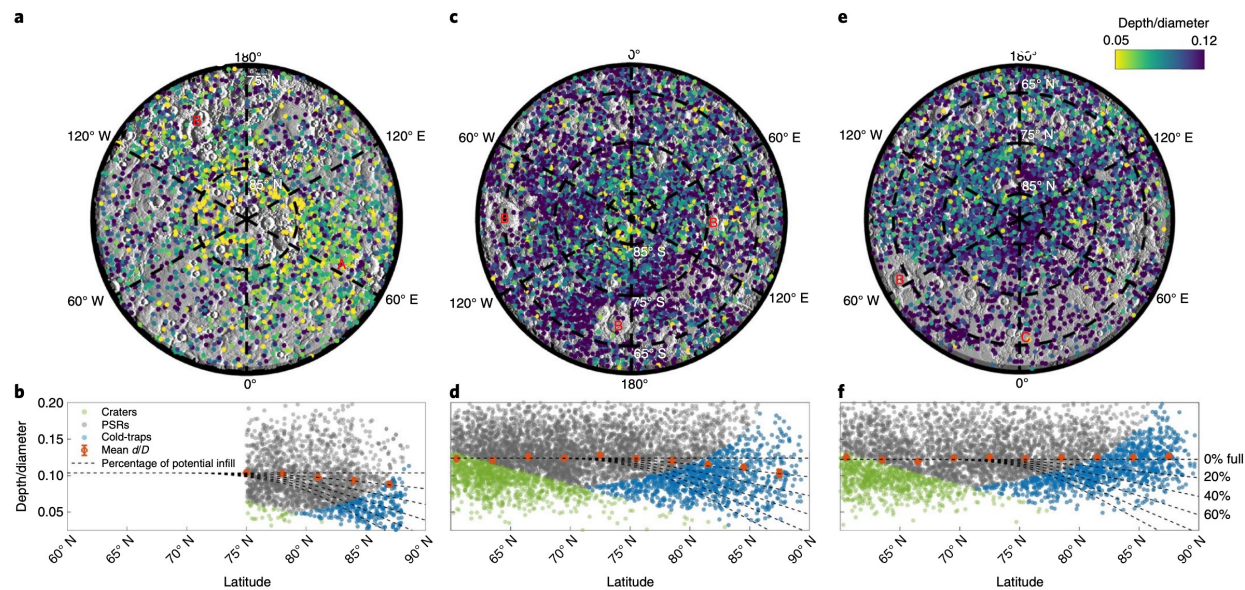 a
c
e
Depth/diameter
0.05
0.12
180°
75° N
B
120° W
120° E
85° N
A
60° W
60° E
0°
0°
60° W
60° E
B
B
85° S
120° W
120° E
75° S
B
65° S
180°
180°
65° N
120° W
120° E
75° N
85° N
B
60° W
60° E
C
0°
b
d
f
0.20
0.15
0.10
0.05
Depth/diameter
Craters
PSRs
Cold-traps
Mean d/D
Percentage of potential infill
0% full
20%
40%
60%
60° N
65° N
70° N
75° N
80° N
85° N
90° N
65° N
70° N
75° N
80° N
85° N
90° N
65° N
70° N
75° N
80° N
85° N
90° N
Latitude
Latitude
Latitude